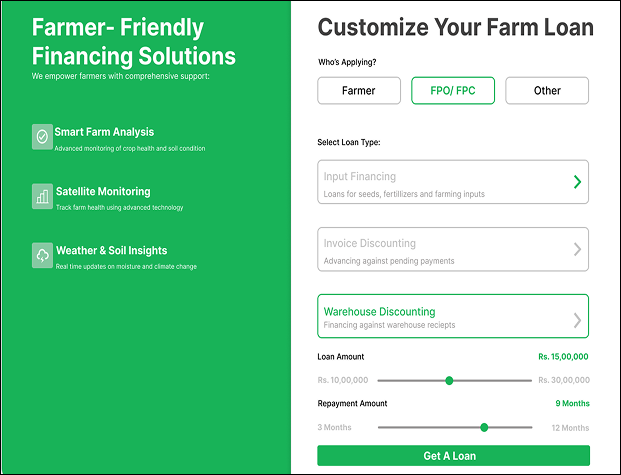 Farmer- Friendly
Financing Solutions
We empower farmers with comprehensive support:
Smart Farm Analysis
Advanced monitoring of crop health and soil condition
Satellite Monitoring
Track farm health using advanced technology
Weather & Soil Insights
Real time updates on moisture and climate change
Customize Your Farm Loan
Who's Applying?
Farmer
FPO/ FPC
Other
Select Loan Type:
Input Financing
Loans for seeds, fertillizers and farming inputs
Invoice Discounting
Advancing against pending payments
Warehouse Discounting
Financing against warehouse reciepts
Loan Amount
Rs. 15,00,000
Rs. 10,00,000
Rs. 30,00,000
Repayment Amount
9 Months
3 Months
12 Months
Get A Loan